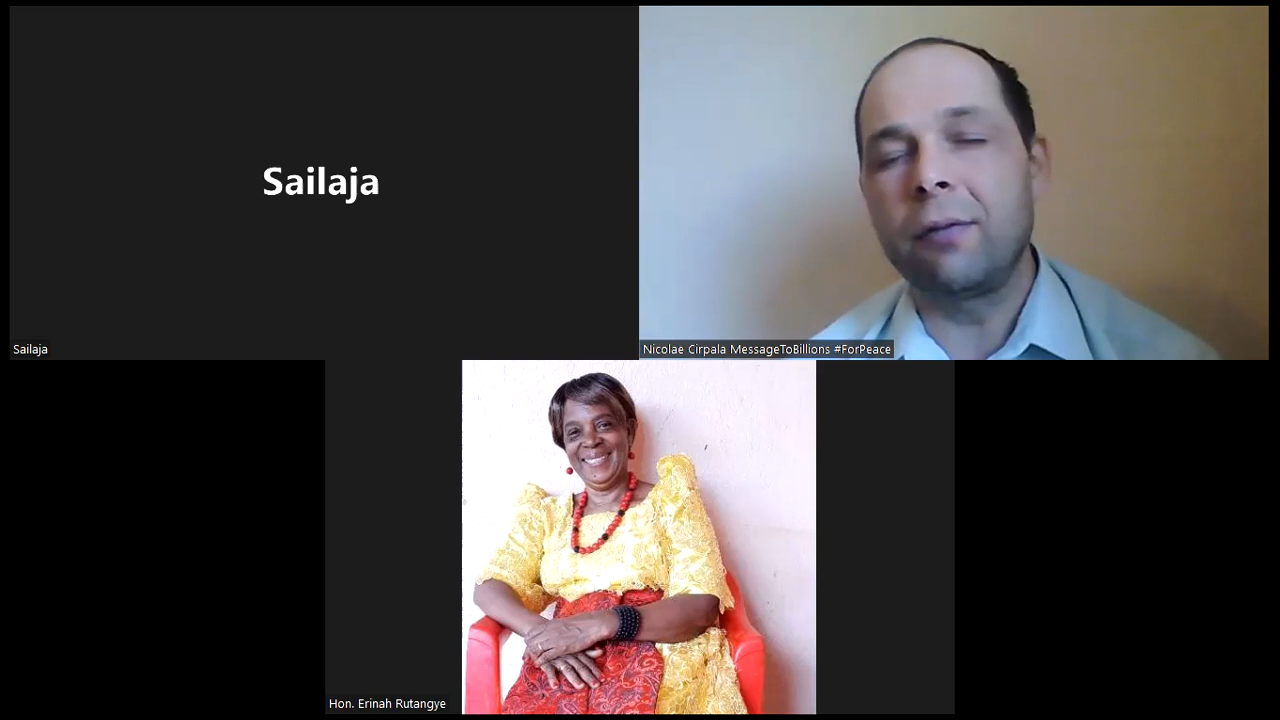 Sailaja
Sailaja
Nicolae Cirpala MessageToBillions #ForPeace
Hon. Erinah Rutangye